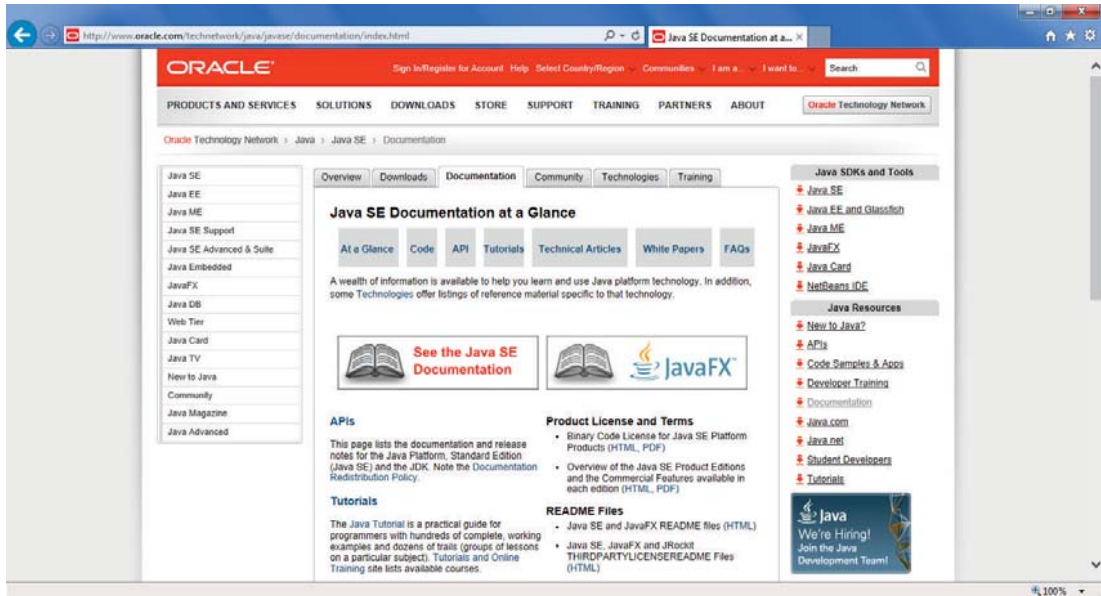 http://www.oracle.com/technetwork/java/javase/documentation/index.html
Java SE Documentation at a...
ORACLE
Sign In/Register for Account Help Select Country/Region Communities I am a... I want to... Search
PRODUCTS AND SERVICES SOLUTIONS DOWNLOADS STORE SUPPORT TRAINING PARTNERS ABOUT Oracle Technology Network
Oracle Technology Network > Java > Java SE > Documentation
Java SE
Java EE
Java ME
Java SE Support
Java SE Advanced & Suite
Java Embedded
JavaFX
Java DB
Web Tier
Java Card
Java TV
New to Java
Community
Java Magazine
Java Advanced
Overview Downloads Documentation Community Technologies Training
Java SE Documentation at a Glance
At a Glance Code API Tutorials Technical Articles White Papers FAQs
A wealth of information is available to help you learn and use Java platform technology. In addition,
some Technologies offer listings of reference material specific to that technology.
See the Java SE
Documentation
JavaFX™
APIs
This page lists the documentation and release
notes for the Java Platform, Standard Edition
(Java SE) and the JDK. Note the Documentation
Redistribution Policy.
Tutorials
The Java Tutorial is a practical guide for
programmers with hundreds of complete, working
examples and dozens of trails (groups of lessons
on a particular subject). Tutorials and Online
Training site lists available courses.
Product License and Terms
• Binary Code License for Java SE Platform
Products (HTML, PDF)
• Overview of the Java SE Product Editions
and the Commercial Features available in
each edition (HTML, PDF)
README Files
• Java SE and JavaFX README files (HTML)
• Java SE, JavaFX and JRockit
THIRDPARTYLICENSEREADME Files
(HTML)
Java SDKs and Tools
Java SE
Java EE and Glassfish
Java ME
JavaFX
Java Card
NetBeans IDE
Java Resources
New to Java?
APIs
Code Samples & Apps
Developer Training
Documentation
Java.com
Java.net
Student Developers
Tutorials
Java
We're Hiring!
Join the Java
Development Team!
100%